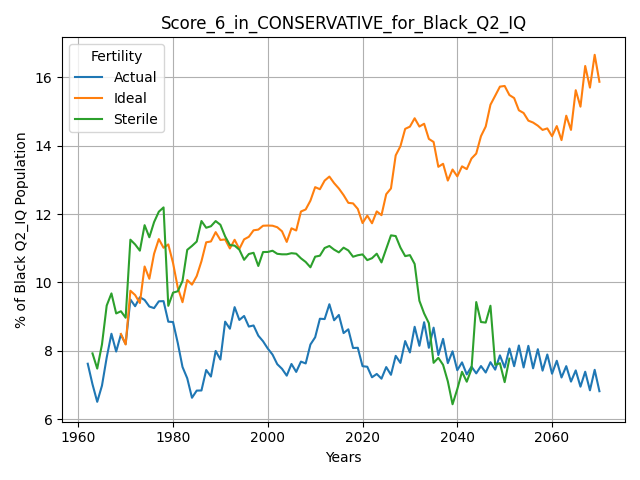 Score_6_in_CONSERVATIVE_for_Black_Q2_IQ
Fertility
Actual
Ideal
Sterile
% of Black Q2_IQ Population
16
14
12
10
8
6
1960
1980
2000
2020
2040
2060
Years